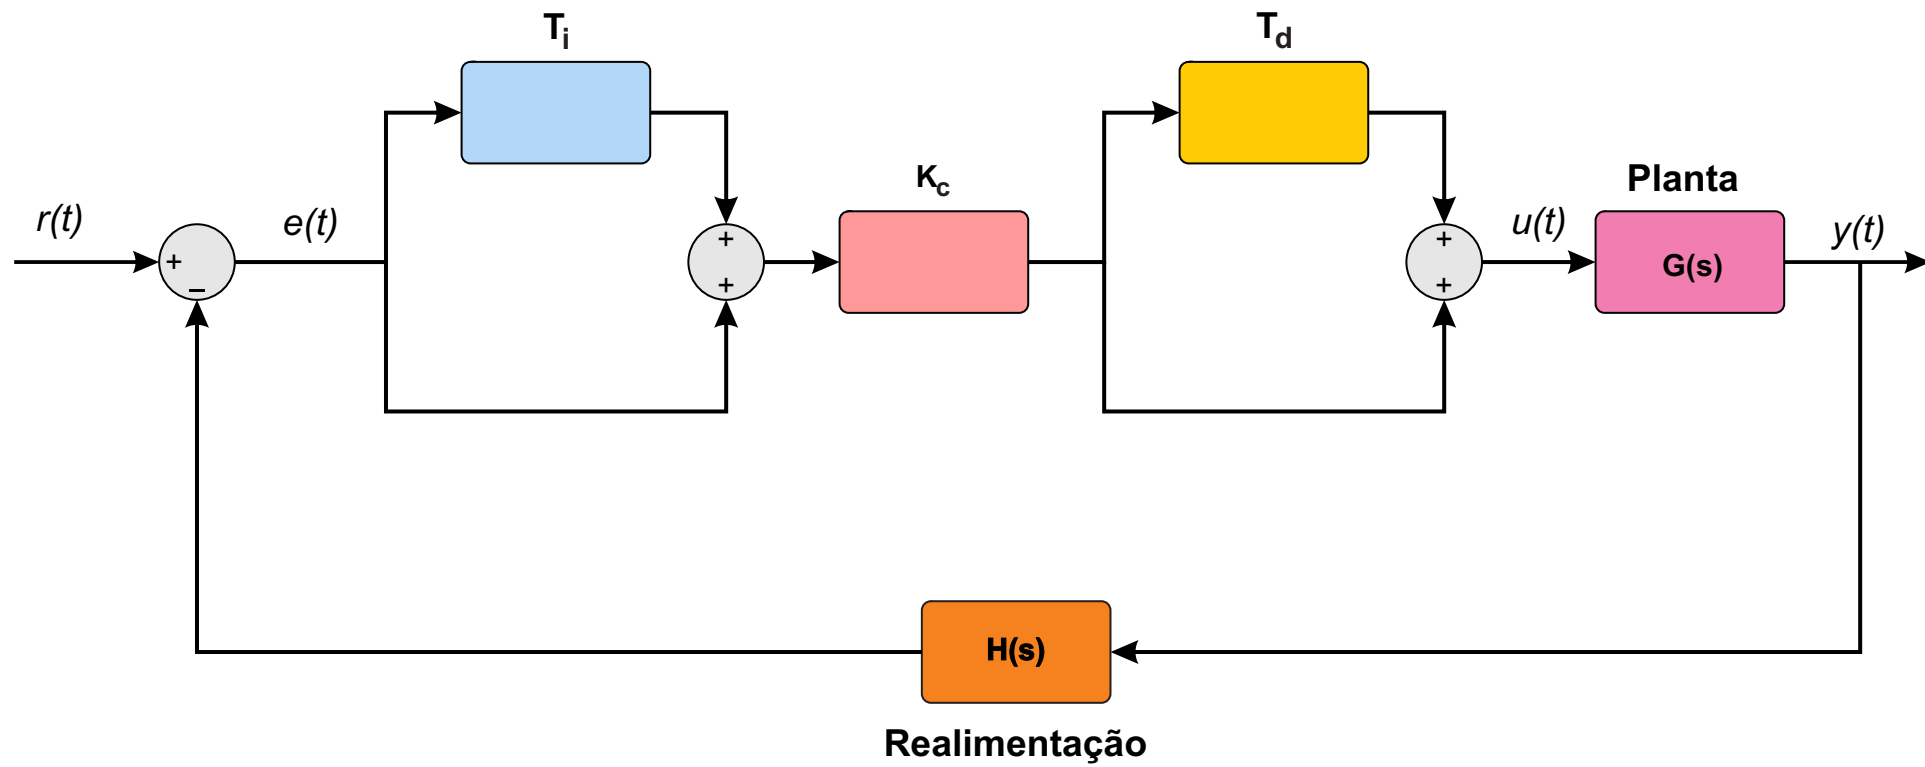 Ti
Td
Kc
Planta
r(t)
e(t)
u(t)
y(t)
+
−
+
+
+
+
G(s)
H(s)
Realimentação